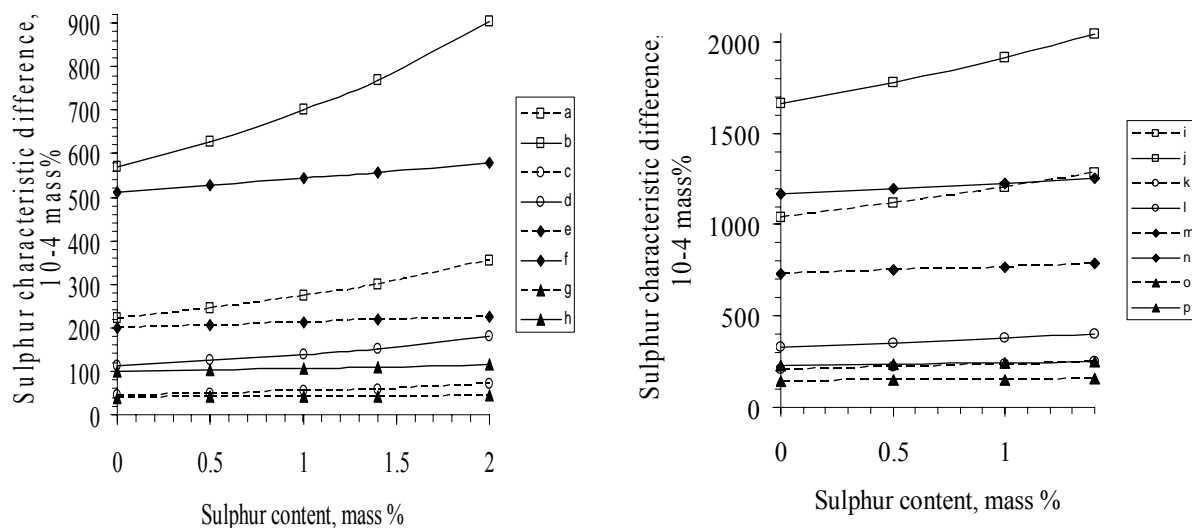 Sulphur characteristic difference,
10-4 mass%
900
800
700
600
500
400
300
200
100
0
0 0.5 1 1.5 2
Sulphur content, mass %
a
b
c
d
e
f
g
h
Sulphur characteristic difference,
10-4 mass%
2000
1500
1000
500
0
0 0.5 1
Sulphur content, mass %
i
j
k
l
m
n
o
p